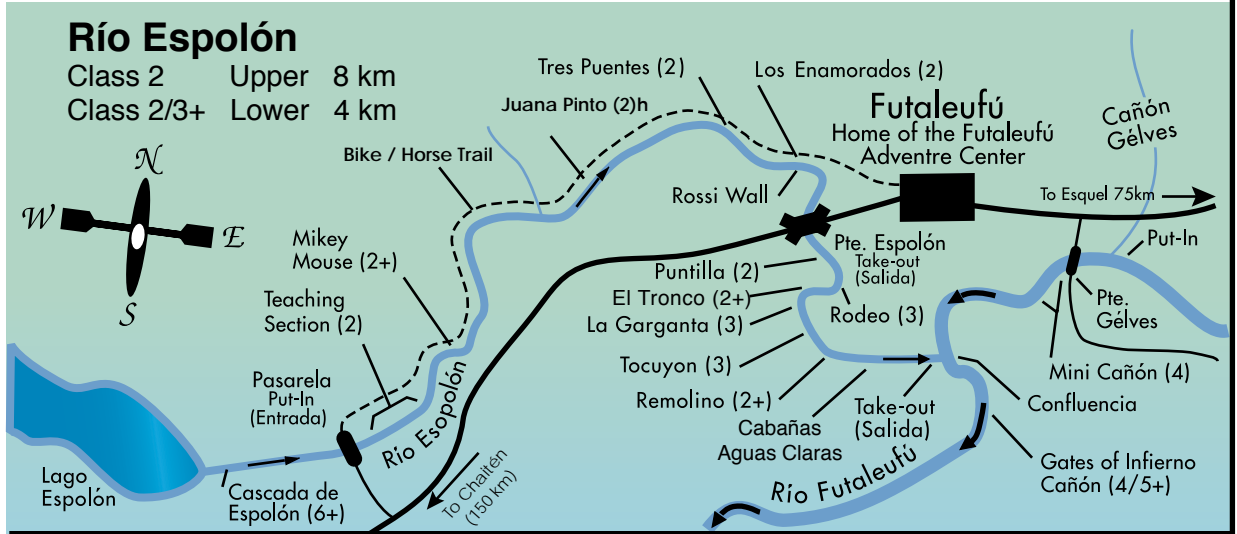 Río Espolón
Class 2 Upper 8 km
Class 2/3+ Lower 4 km
N
W
E
S
Tres Puentes (2)
Los Enamorados (2)
Juana Pinto (2)h
Bike / Horse Trail
Futaleufú
Home of the Futaleufú
Adventre Center
Cañón
Gélves
To Esquel 75km
Rossi Wall
Put-In
Mikey
Mouse (2+)
Teaching
Section (2)
Pte. Espolón
Take-out
(Salida)
Puntilla (2)
El Tronco (2+)
Rodeo (3)
La Garganta (3)
Pte.
Gélves
Tocuyon (3)
Mini Cañón (4)
Pasarela
Put-In
(Entrada)
Remolino (2+)
Take-out
(Salida)
Confluencia
Cabañas
Aguas Claras
Río Esopolón
Lago
Espolón
Cascada de
Espolón (6+)
To Chaitén
(150 km)
Río Futaleufú
Gates of Infierno
Cañón (4/5+)